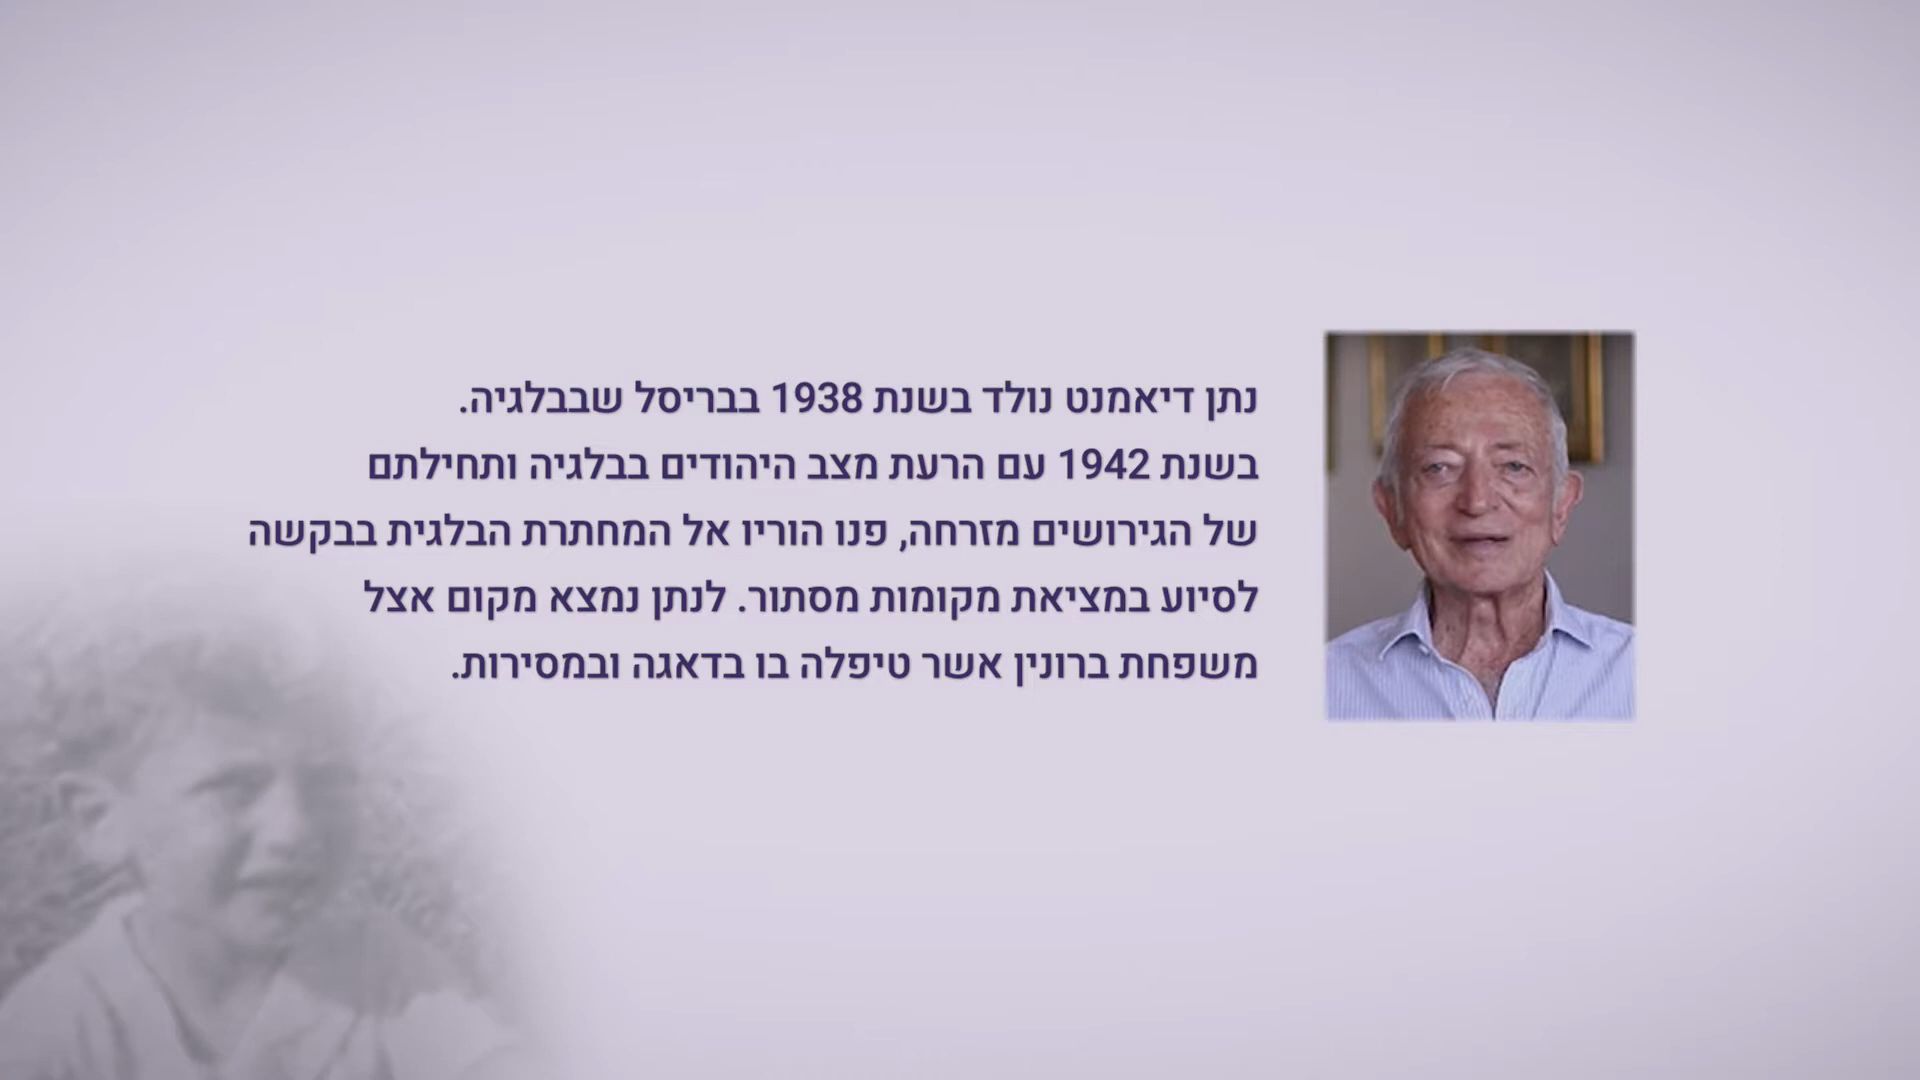 נתן דיאמנט נולד בשנת 1938 בבריסל שבבלגיה.
בשנת 1942 עם הרעת מצב היהודים בבלגיה ותחילתם
של הגירושים מזרחה, פנו הוריו אל המחתרת הבלגית בבקשה
לסיוע במציאת מקומות מסתור. לנתן נמצא מקום אצל
משפחת ברונין אשר טיפלה בו בדאגה ובמסירות.